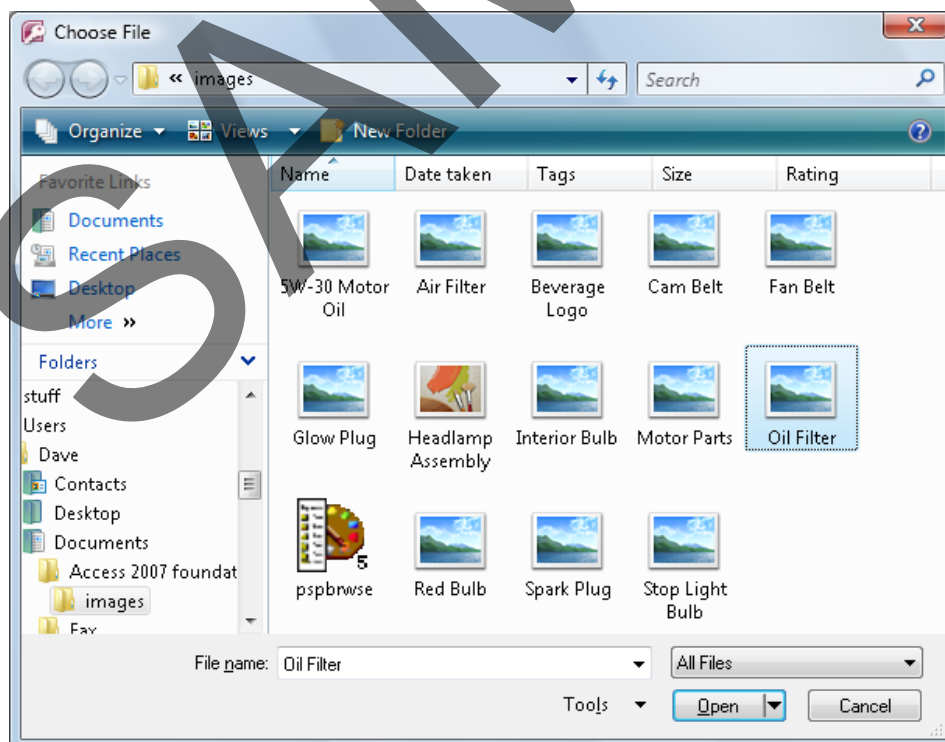 Choose File
« images
Search
Organize Views New Folder
Favorite Links
Documents
Recent Places
Desktop
More »
Folders
stuff
Users
Dave
Contacts
Desktop
Documents
Access 2007 foundat
images
Fax
Name Date taken Tags Size Rating
5W-30 Motor Air Filter Beverage Cam Belt Fan Belt
Oil Logo
Glow Plug Headlamp Interior Bulb Motor Parts Oil Filter
Assembly
5
pspbrwse Red Bulb Spark Plug Stop Light
Bulb
File name: Oil Filter All Files
Tools Open Cancel
SAM